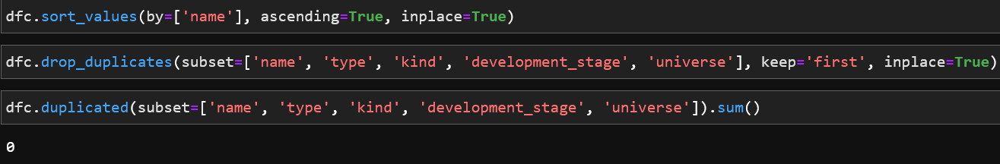 dfc.sort_values(by=['name'], ascending=True, inplace=True)
dfc.drop_duplicates(subset=['name', 'type', 'kind', 'development_stage', 'universe'], keep='first', inplace=True)
dfc.duplicated(subset=['name', 'type', 'kind', 'development_stage', 'universe']).sum()
0